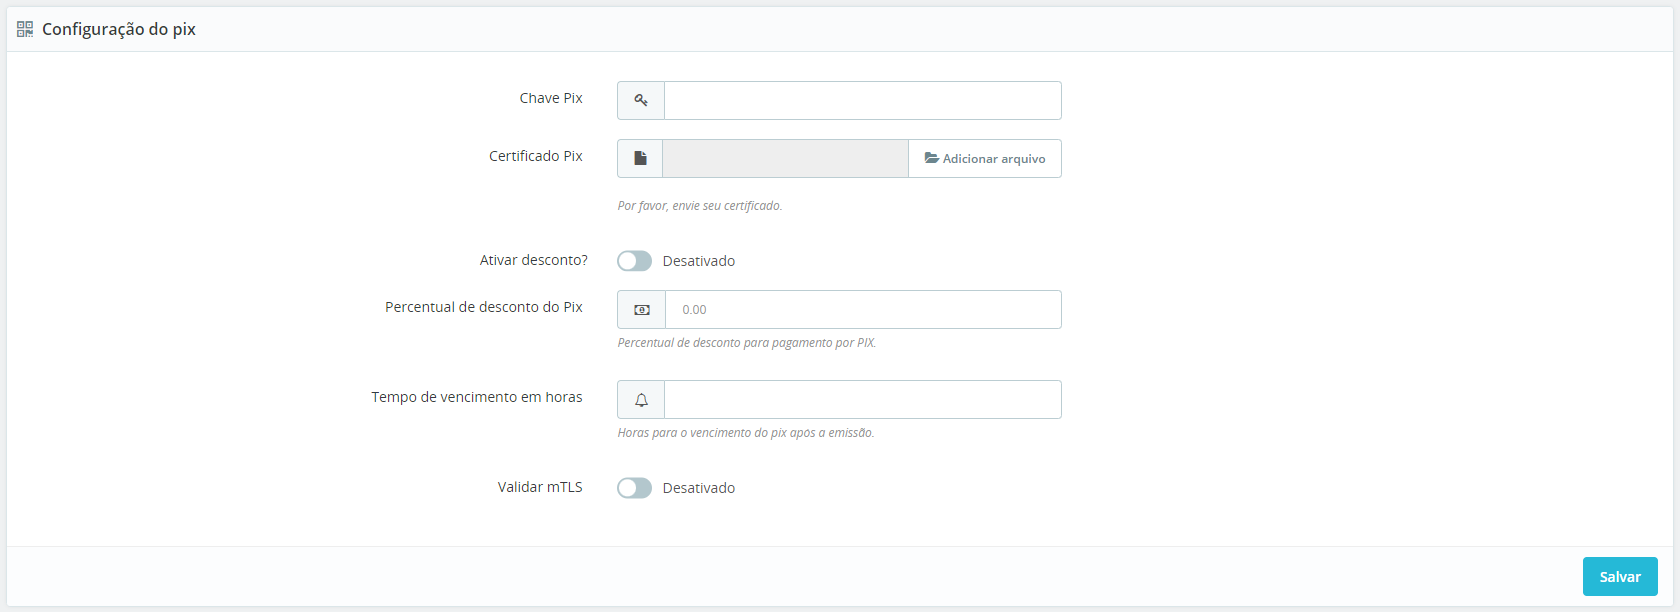 Configuração do pix
Chave Pix
Certificado Pix
Adicionar arquivo
Por favor, envie seu certificado.
Ativar desconto?
Desativado
Percentual de desconto do Pix
0.00
Percentual de desconto para pagamento por PIX.
Tempo de vencimento em horas
Horas para o vencimento do pix após a emissão.
Validar mTLS
Desativado
Salvar